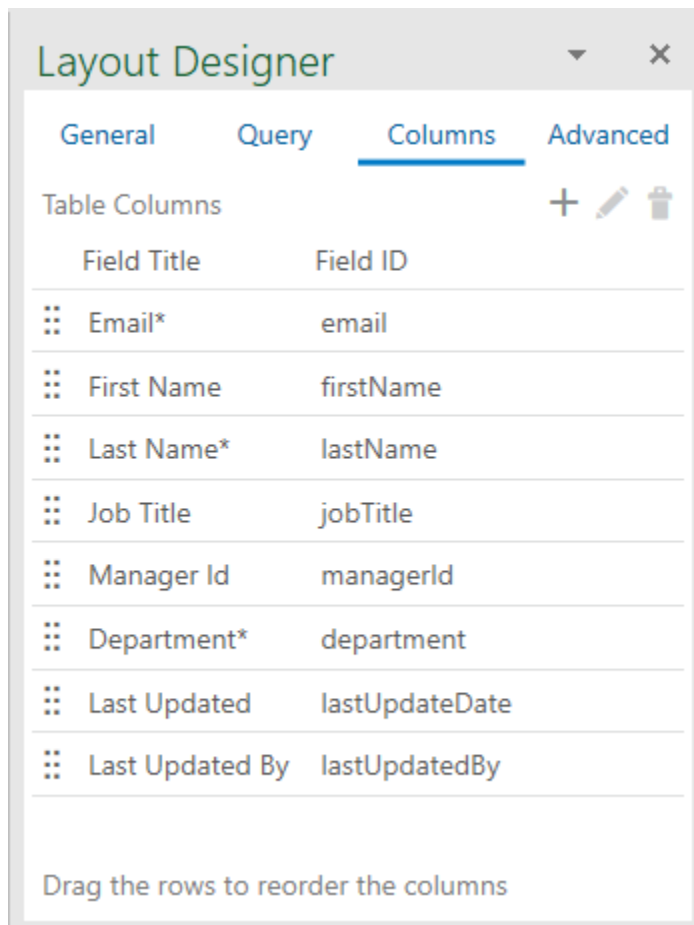 Layout Designer
General Query Columns Advanced
Table Columns
Field Title Field ID
Email* email
First Name firstName
Last Name* lastName
Job Title jobTitle
Manager Id managerId
Department* department
Last Updated lastUpdateDate
Last Updated By lastUpdatedBy
Drag the rows to reorder the columns